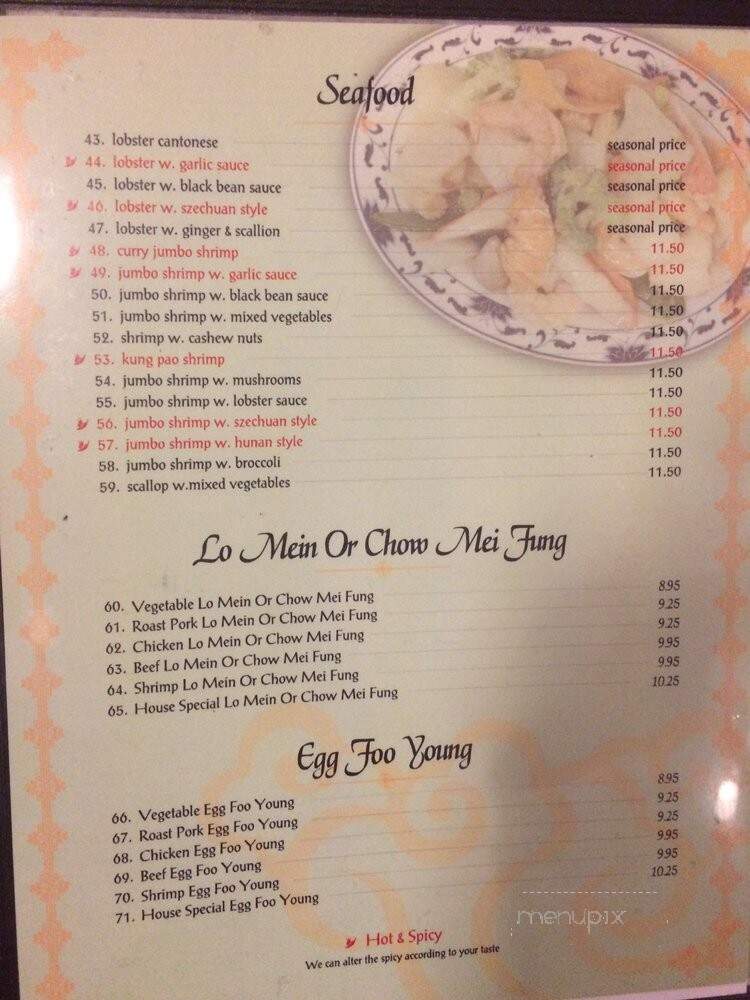 Seafood
43. lobster cantonese seasonal price
44. lobster w. garlic sauce seasonal price
45. lobster w. black bean sauce seasonal price
46. lobster w. szechuan style seasonal price
47. lobster w. ginger & scallion seasonal price
48. curry jumbo shrimp 11.50
49. jumbo shrimp w. garlic sauce 11.50
50. jumbo shrimp w. black bean sauce 11.50
51. jumbo shrimp w. mixed vegetables 11.50
52. shrimp w. cashew nuts 11.50
53. kung pao shrimp 11.50
54. jumbo shrimp w. mushrooms 11.50
55. jumbo shrimp w. lobster sauce 11.50
56. jumbo shrimp w. szechuan style 11.50
57. jumbo shrimp w. hunan style 11.50
58. jumbo shrimp w. broccoli 11.50
59. scallop w.mixed vegetables 11.50
Lo Mein Or Chow Mei Fung
60. Vegetable Lo Mein Or Chow Mei Fung 8.95
61. Roast Pork Lo Mein Or Chow Mei Fung 9.25
62. Chicken Lo Mein Or Chow Mei Fung 9.25
63. Beef Lo Mein Or Chow Mei Fung 9.95
64. Shrimp Lo Mein Or Chow Mei Fung 9.95
65. House Special Lo Mein Or Chow Mei Fung 10.25
Egg Foo Young
66. Vegetable Egg Foo Young 8.95
67. Roast Pork Egg Foo Young 9.25
68. Chicken Egg Foo Young 9.25
69. Beef Egg Foo Young 9.95
70. Shrimp Egg Foo Young 9.95
71. House Special Egg Foo Young 10.25
Hot & Spicy
We can alter the spicy according to your taste
menupix